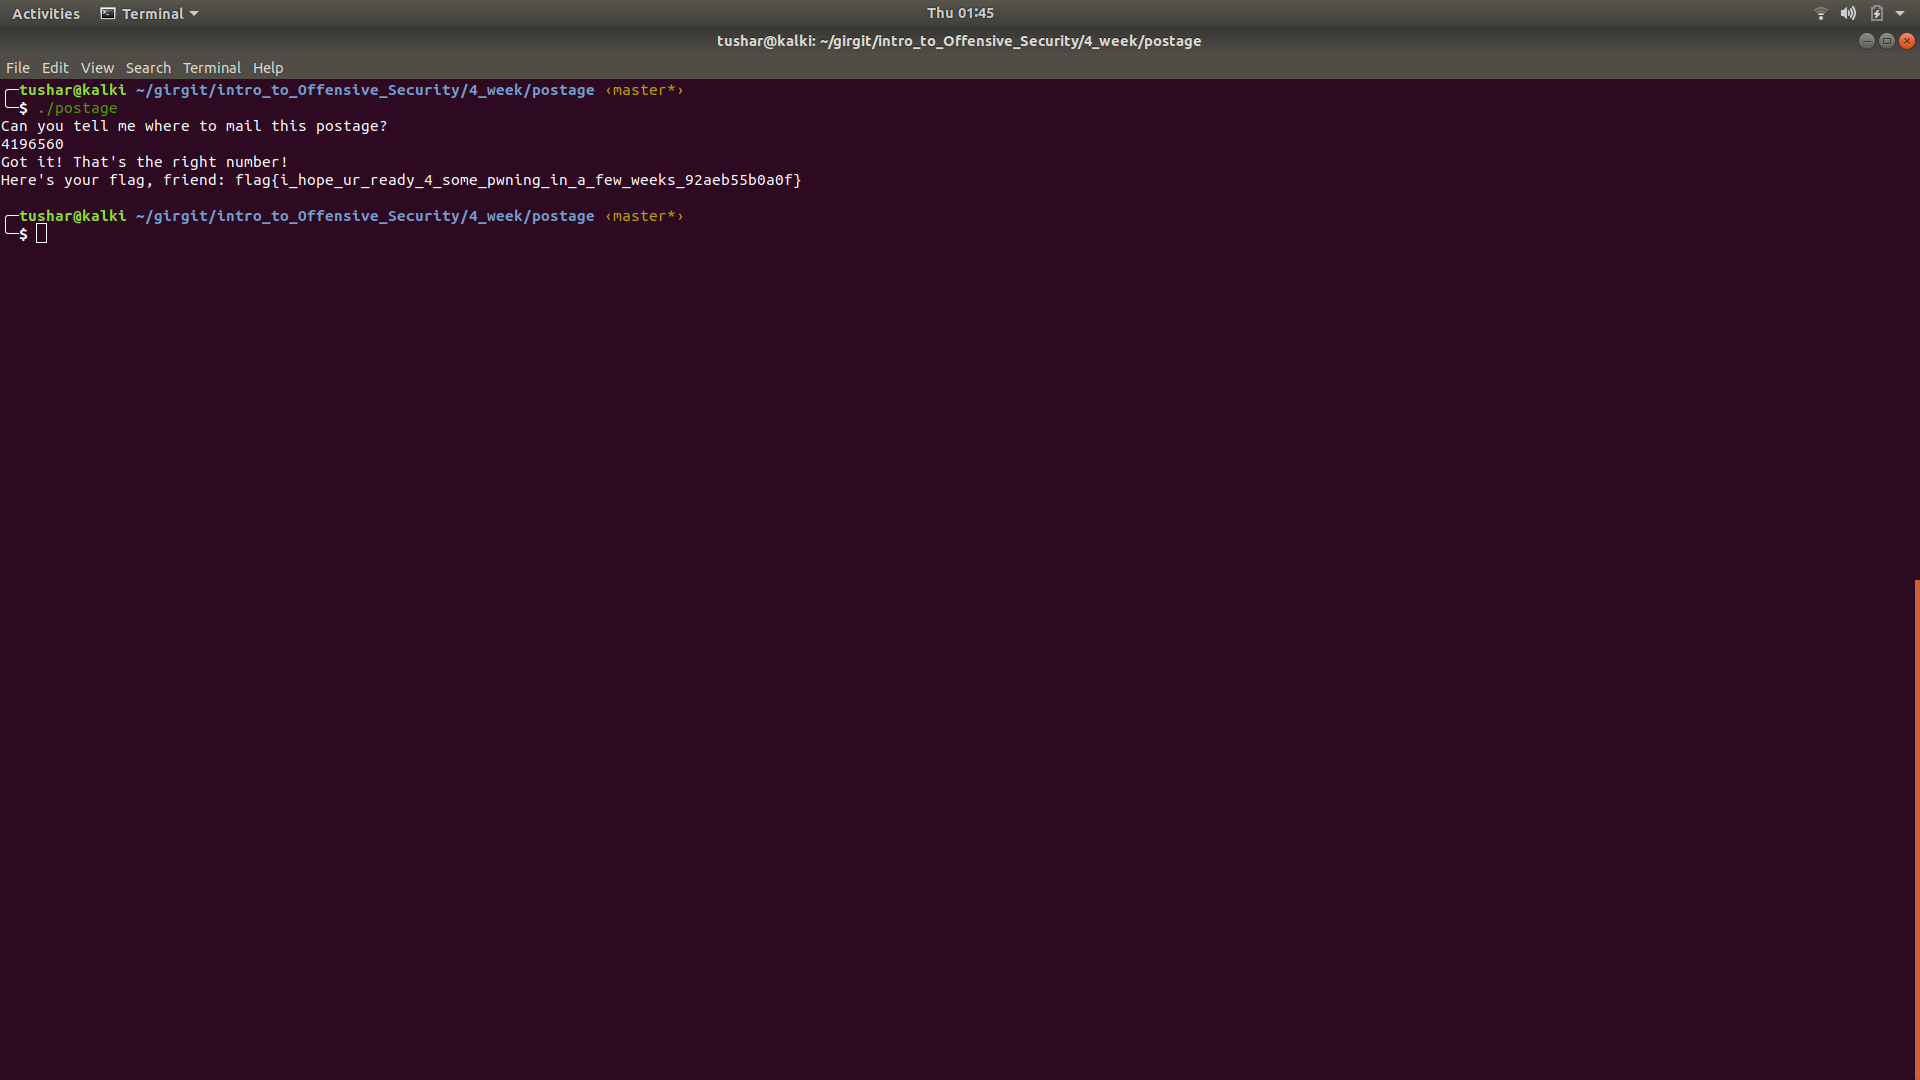 Activities Terminal Thu 01:45
tushar@kalki: ~/girgit/intro_to_Offensive_Security/4_week/postage
File Edit View Search Terminal Help
tushar@kalki ~/girgit/intro_to_Offensive_Security/4_week/postage ‹master*›
$ ./postage
Can you tell me where to mail this postage?
4196560
Got it! That's the right number!
Here's your flag, friend: flag{i_hope_ur_ready_4_some_pwning_in_a_few_weeks_92aeb55b0a0f}
tushar@kalki ~/girgit/intro_to_Offensive_Security/4_week/postage ‹master*›
$